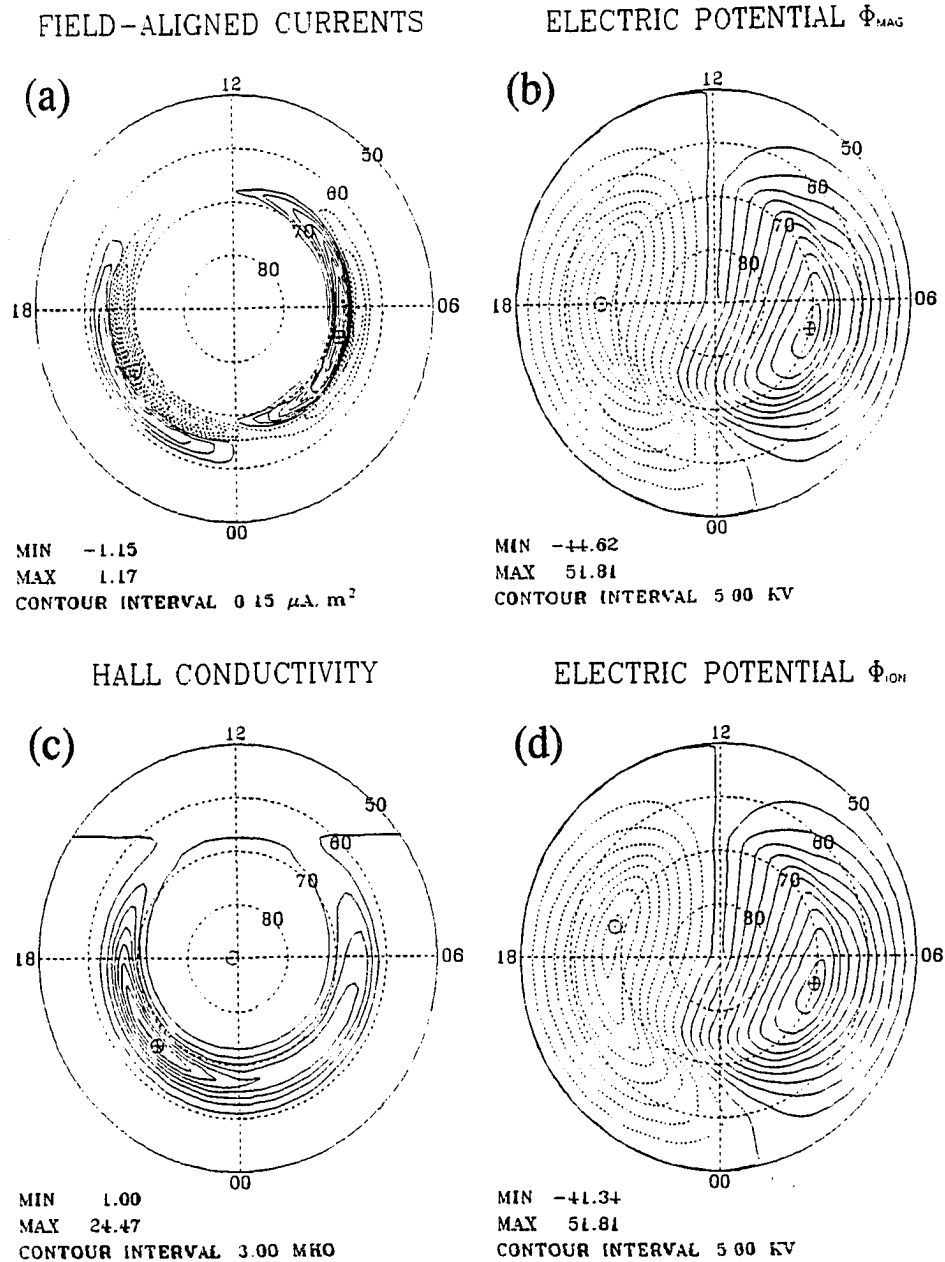 FIELD-ALIGNED CURRENTS
(a)
12
50
60
70
80
18
06
00
MIN -1.15
MAX 1.17
CONTOUR INTERVAL 0 15 μA. m²
ELECTRIC POTENTIAL Φ MAG
(b)
12
50
60
70
80
18
06
00
MIN -44.62
MAX 51.81
CONTOUR INTERVAL 5 00 KV
HALL CONDUCTIVITY
(c)
12
50
60
70
80
18
06
00
MIN 1.00
MAX 24.47
CONTOUR INTERVAL 3.00 MHO
ELECTRIC POTENTIAL Φ ION
(d)
12
50
60
70
80
18
06
00
MIN -41.34
MAX 51.81
CONTOUR INTERVAL 5 00 KV